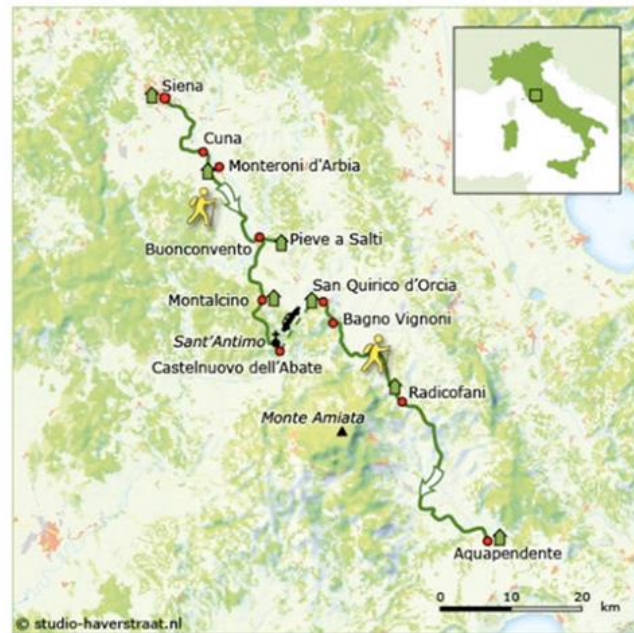 Siena
Cuna
Monteroni d'Arbia
Buonconvento
Pieve a Salti
San Quirico d'Orcia
Montalcino
Bagno Vignoni
Sant'Antimo
Castelnuovo dell'Abate
Radicofani
Monte Amiata
Aquapendente
0 10 20 km
© studio-haverstraat.nl